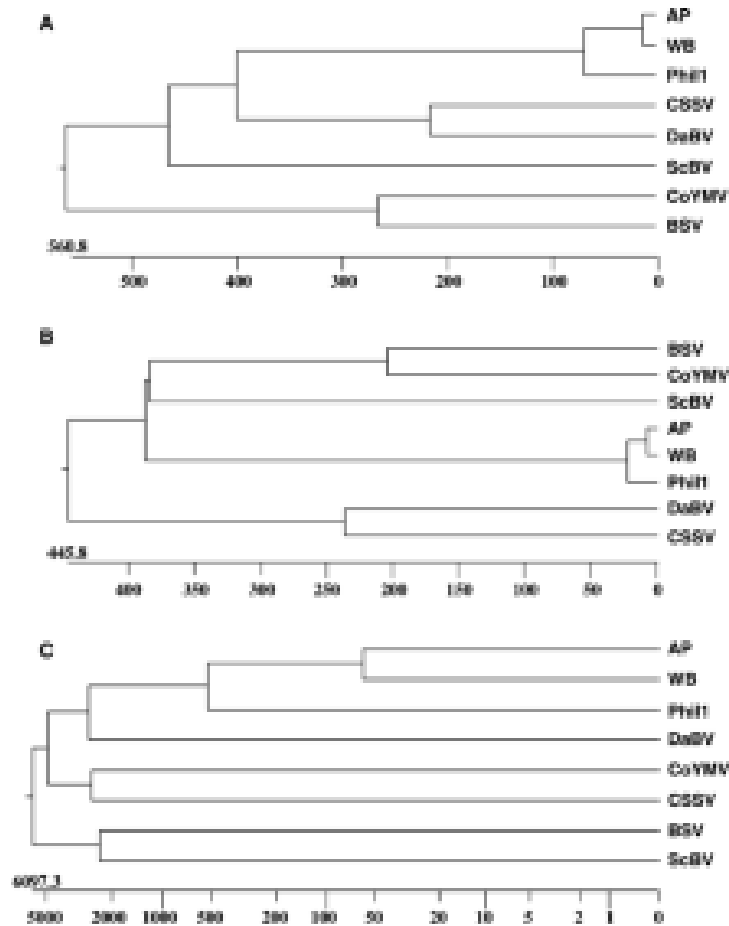 A
AP
WB
Phil1
CSSV
DaBV
ScBV
CoYMV
BSV
560.8
500 400 300 200 100 0
B
BSV
CoYMV
ScBV
AP
WB
Phil1
DaBV
CSSV
445.8
400 350 300 250 200 150 100 50 0
C
AP
WB
Phil1
DaBV
CoYMV
CSSV
BSV
ScBV
6097.3
5000 2000 1000 500 200 100 50 20 10 5 2 1 0